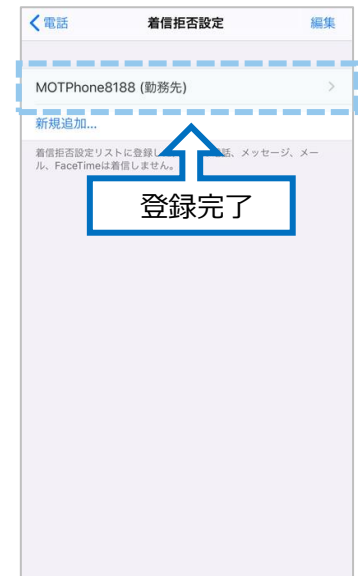 電話 着信拒否設定 編集
MOTPhone8188 (勤務先)
新規追加...
着信拒否設定リストに登録し 話、メッセージ、メー
ル、FaceTimeは着信しません。
登録完了